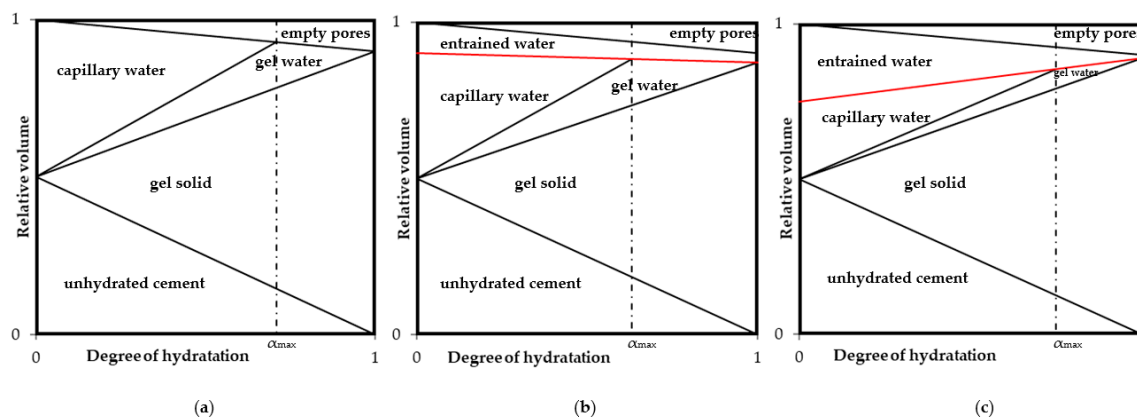 1
Relative volume
0
capillary water
empty pores
gel water
gel solid
unhydrated cement
0
αmax
1
Degree of hydratation
(a)
1
Relative volume
0
entrained water
empty pores
capillary water
gel water
gel solid
unhydrated cement
0
αmax
1
Degree of hydratation
(b)
1
Relative volume
0
entrained water
empty pores
gel water
capillary water
gel solid
unhydrated cement
0
αmax
1
Degree of hydratation
(c)